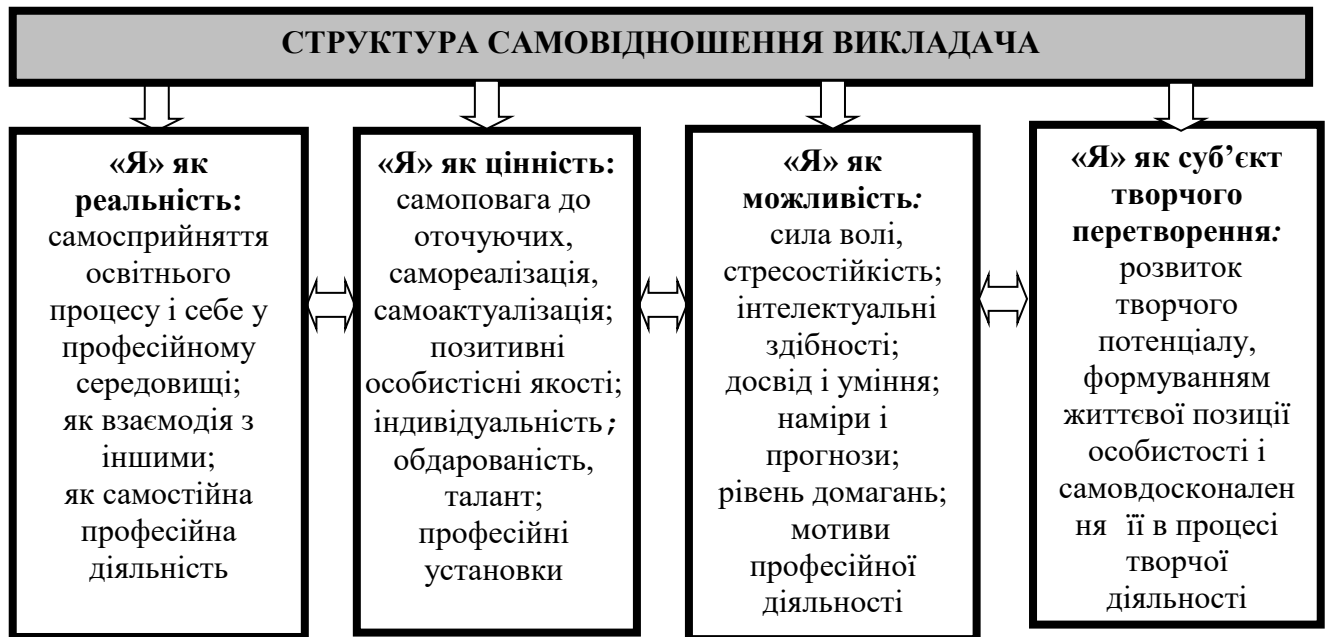 СТРУКТУРА САМОВІДНОШЕННЯ ВИКЛАДАЧА
«Я» як
реальність:
самосприйняття
освітнього
процесу і себе у
професійному
середовищі;
як взаємодія з
іншими;
як самостійна
професійна
діяльність
«Я» як цінність:
самоповага до
оточуючих,
самореалізація,
самоактуалізація;
позитивні
особистісні якості;
індивідуальність;
обдарованість,
талант;
професійні
установки
«Я» як
можливість:
сила волі,
стресостійкість;
інтелектуальні
здібності;
досвід і уміння;
наміри і
прогнози;
рівень домагань;
мотиви
професійної
діяльності
«Я» як суб’єкт
творчого
перетворення:
розвиток
творчого
потенціалу,
формуванням
життєвої позиції
особистості і
самовдосконален
ня її в процесі
творчої
діяльності